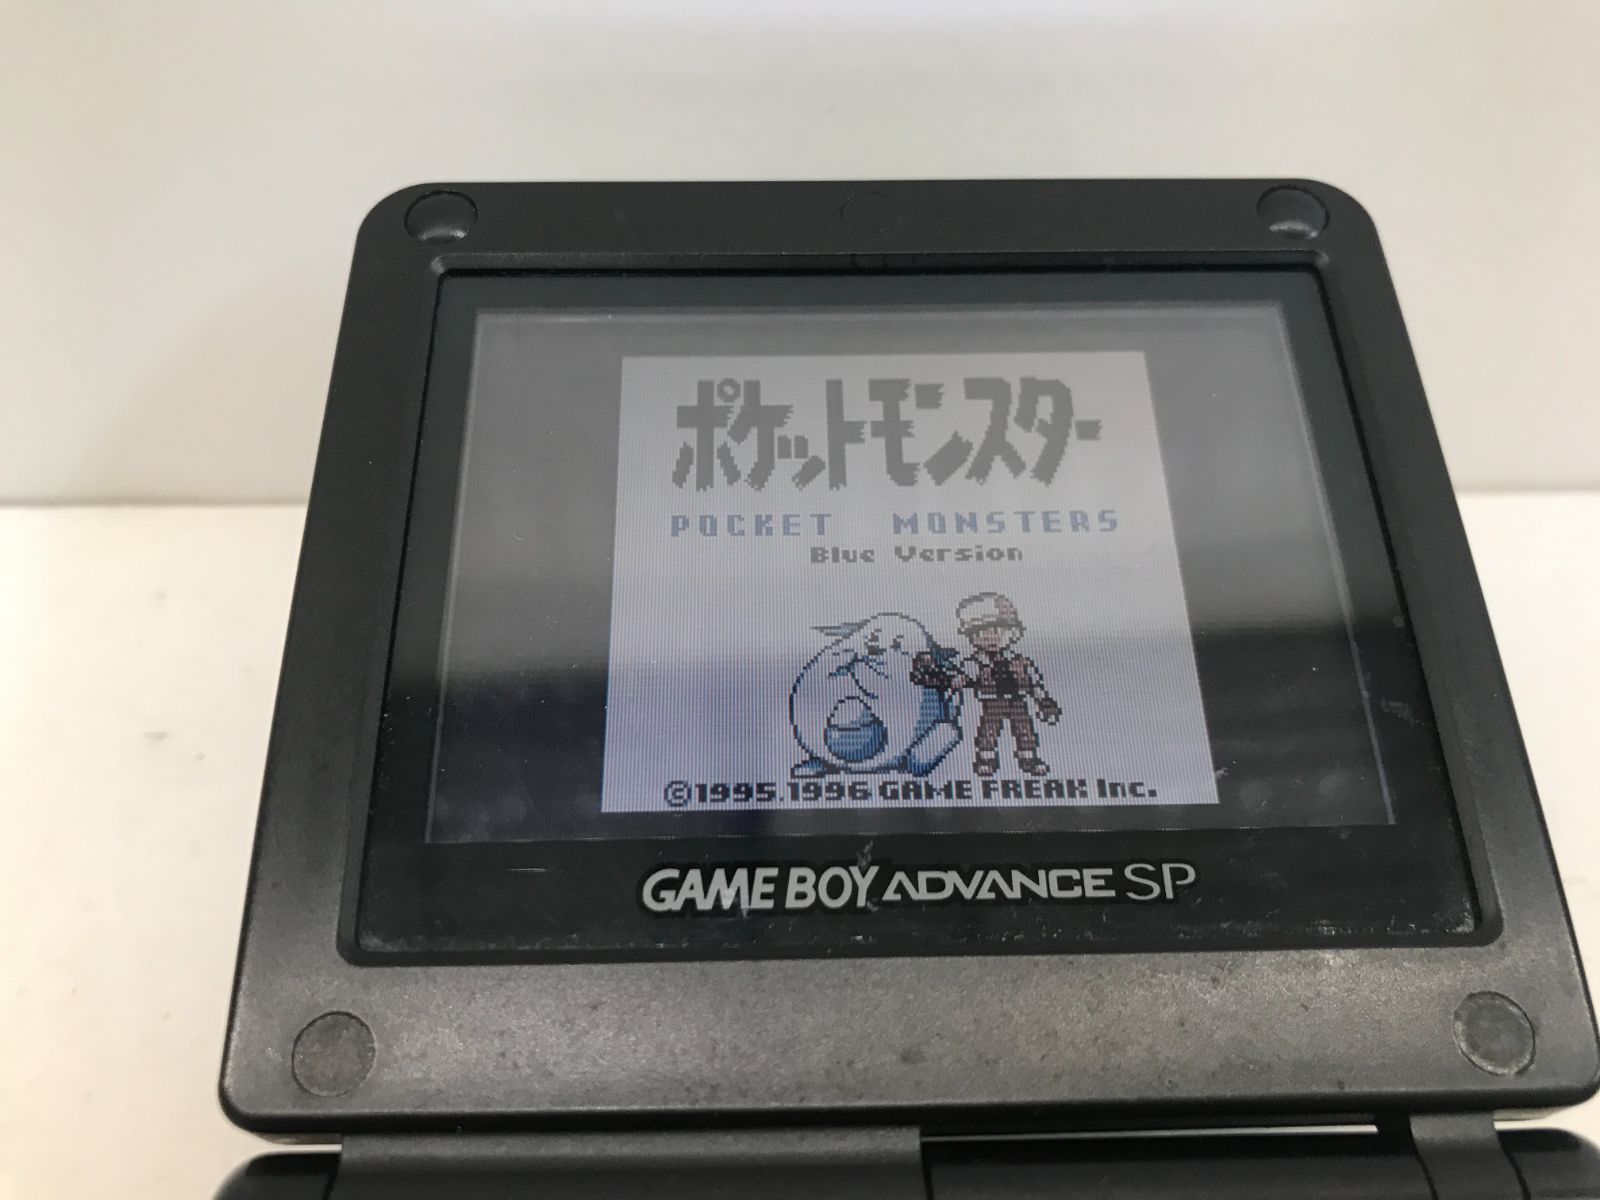 ポケットモンスター
POCKET MONSTERS
Blue Version
©1995.1996 GAME FREAK Inc.
GAME BOY ADVANCE SP